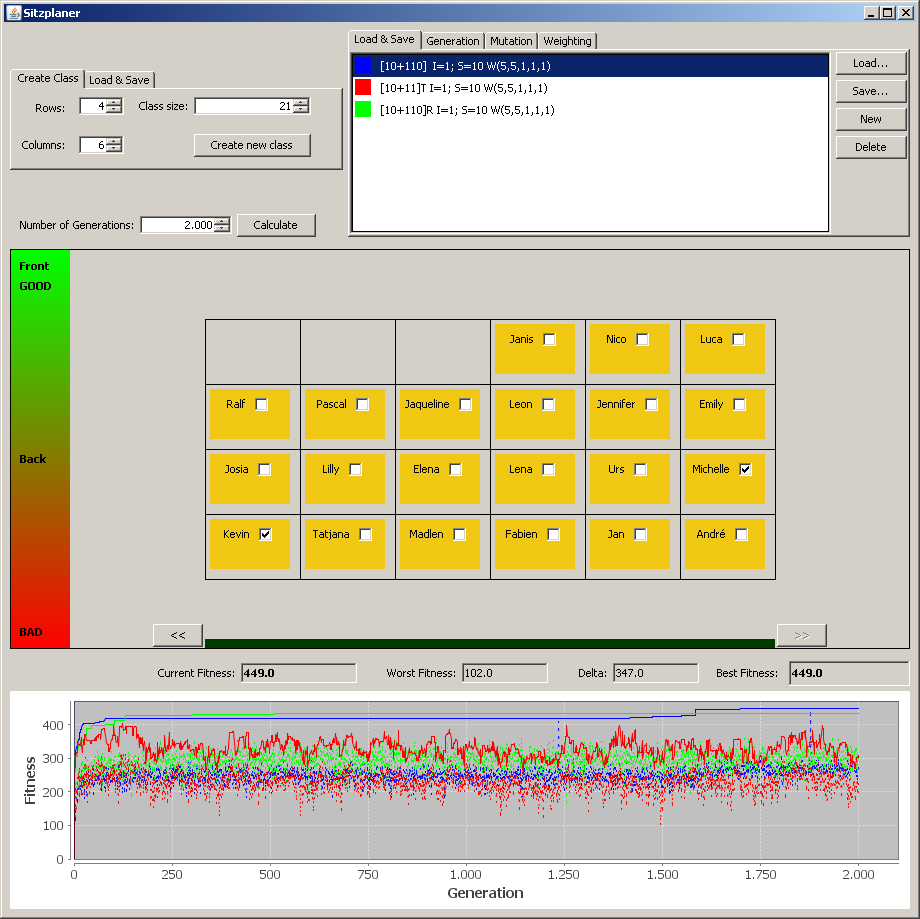 Sitzplaner
Load & Save Generation Mutation Weighting
[10+110] I=1; S=10 W(5,5,1,1,1)
[10+11]T I=1; S=10 W(5,5,1,1,1)
[10+110]R I=1; S=10 W(5,5,1,1,1)
Load...
Save...
New
Delete
Create Class Load & Save
Rows: 4 Class size: 21
Columns: 6 Create new class
Number of Generations: 2.000 Calculate
Front
GOOD
Back
BAD
Janis Nico Luca
Ralf Pascal Jaqueline Leon Jennifer Emily
Josia Lilly Elena Lena Urs Michelle
Kevin Tatjana Madlen Fabien Jan André
<< >>
Current Fitness: 449.0 Worst Fitness: 102.0 Delta: 347.0 Best Fitness: 449.0
Fitness
400
300
200
100
0
0 250 500 750 1.000 1.250 1.500 1.750 2.000
Generation